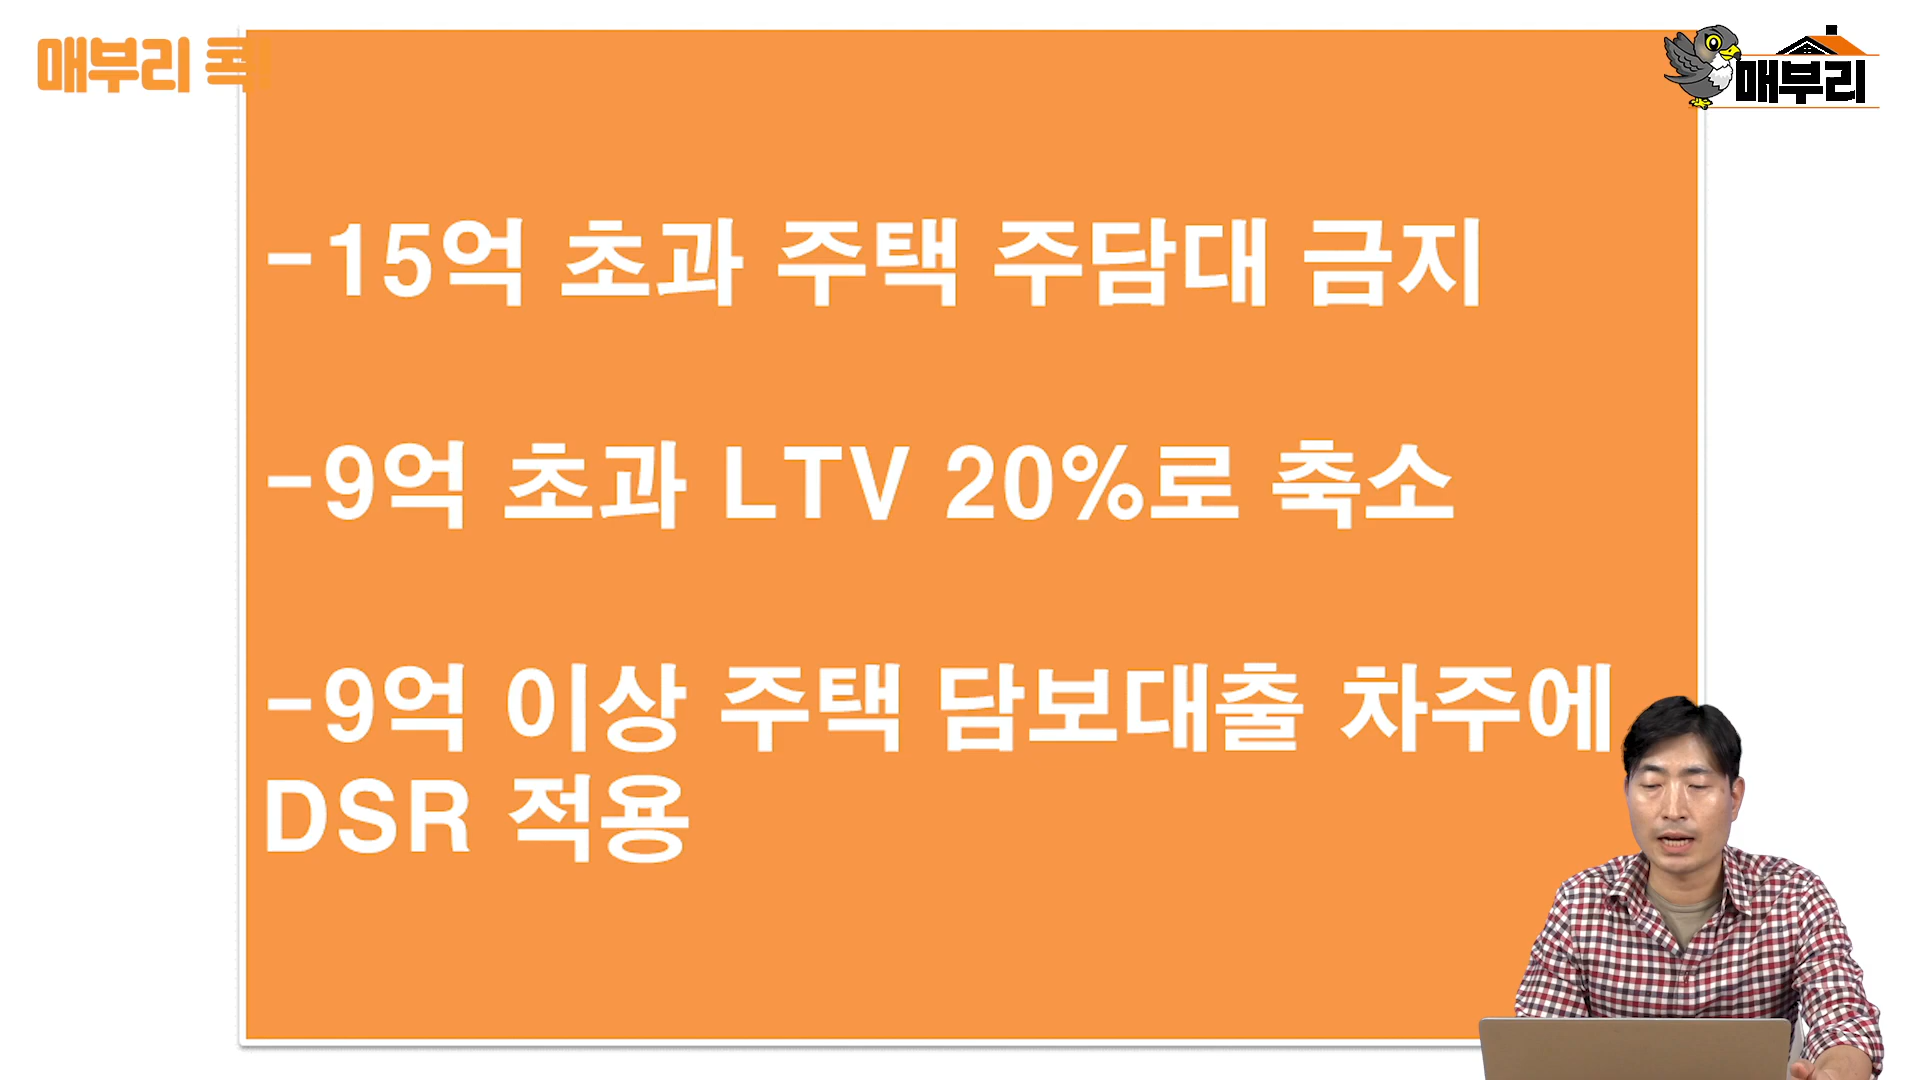 매부리 콕!
매부리
-15억 초과 주택 주담대 금지
-9억 초과 LTV 20%로 축소
-9억 이상 주택 담보대출 차주에
DSR 적용